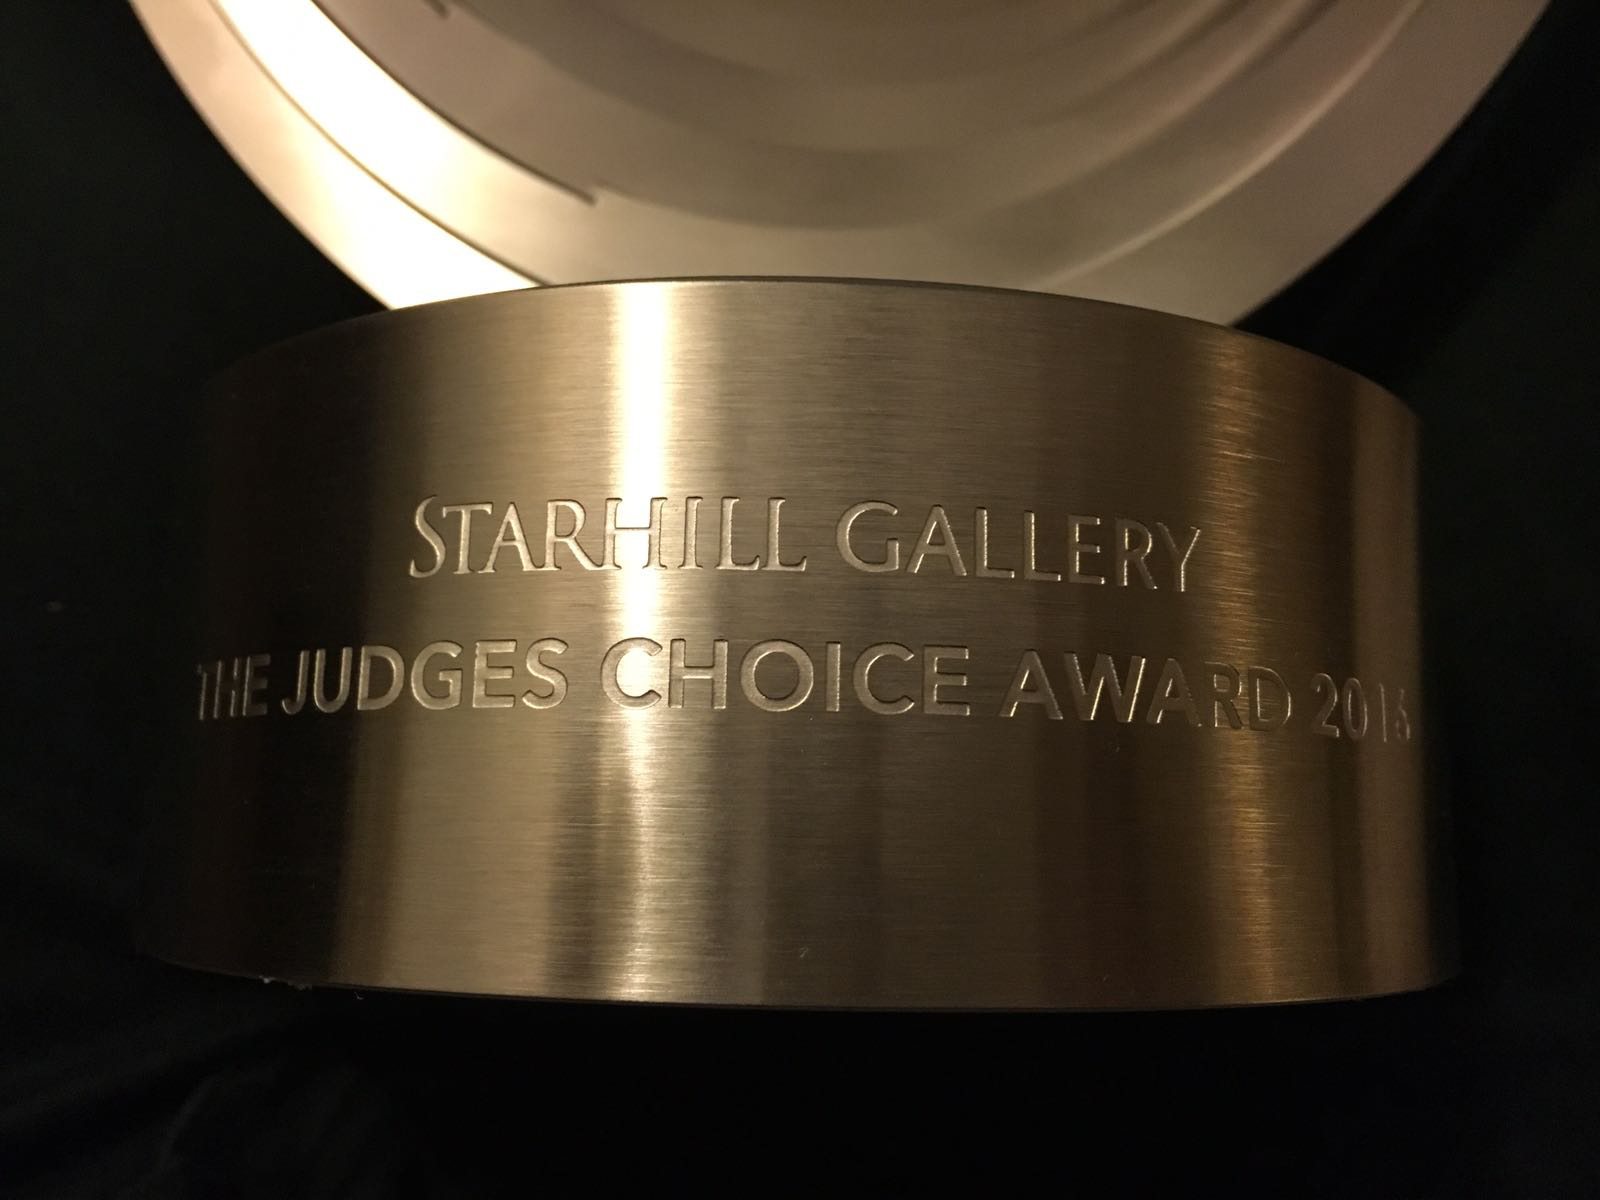 STARHILL GALLERY
THE JUDGES CHOICE AWARD 2016